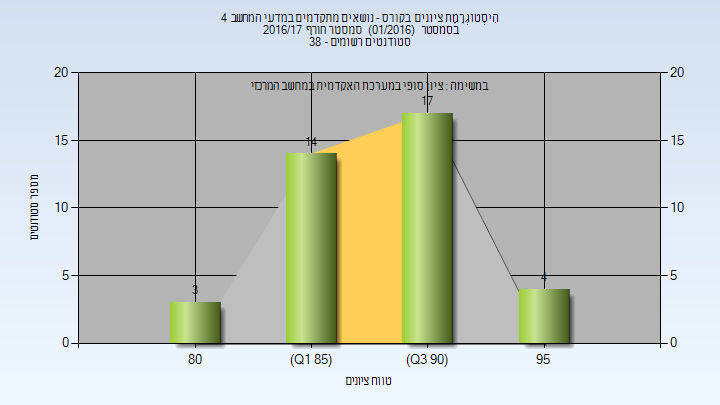 היסטוגרמת ציונים בקורס - נושאים מתקדמים במדעי המחשב 4
בסמסטר (01/2016) סמסטר חורף 2016/17
סטודנטים רשומים - 38
במשימה : ציון סופי במערכת האקדמית במחשב המרכזי
20
15
10
5
0
20
15
10
5
0
3
14
17
4
מספר סטודנטים
80
(Q1 85)
(Q3 90)
95
טווח ציונים